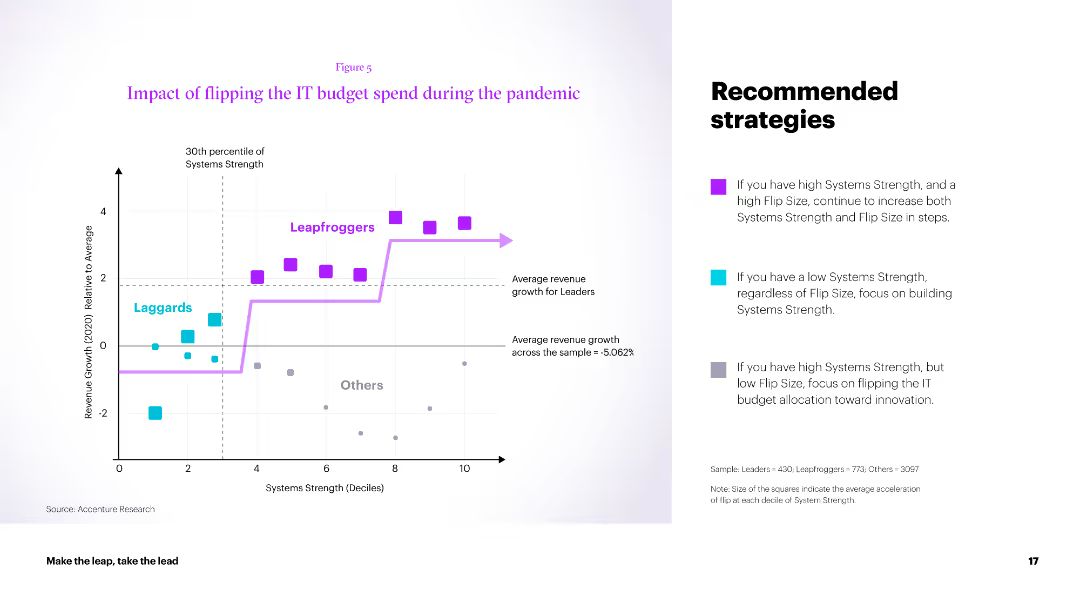 Figure 5
Impact of flipping the IT budget spend during the pandemic
30th percentile of
Systems Strength
Revenue Growth (2020) Relative to Average
4
2
0
-2
Leapfroggers
Laggards
Others
Average revenue
growth for Leaders
Average revenue growth
across the sample = -5.062%
0 2 4 6 8 10
Systems Strength (Deciles)
Source: Accenture Research
Recommended
strategies
If you have high Systems Strength, and a
high Flip Size, continue to increase both
Systems Strength and Flip Size in steps.
If you have a low Systems Strength,
regardless of Flip Size, focus on building
Systems Strength.
If you have high Systems Strength, but
low Flip Size, focus on flipping the IT
budget allocation toward innovation.
Sample: Leaders = 430; Leapfroggers = 773; Others = 3097
Note: Size of the squares indicate the average acceleration
of flip at each decile of System Strength.
Make the leap, take the lead
17